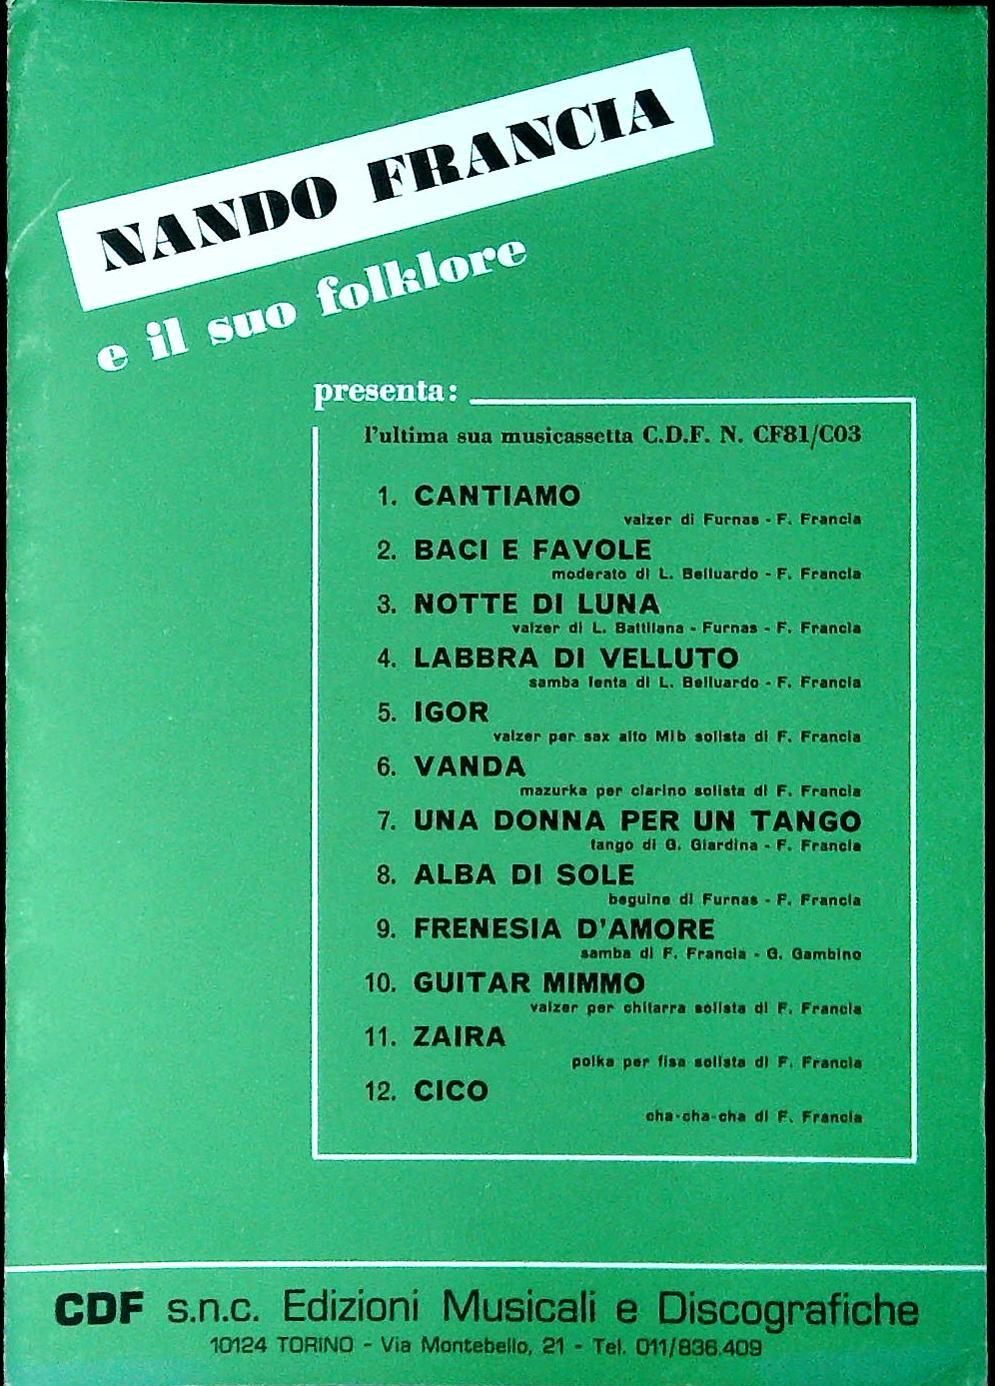 NANDO FRANCIA
e il suo folklore
presenta:
l'ultima sua musicassetta C.D.F. N. CF81/C03
1. CANTIAMO
valzer di Furnas - F. Francia
2. BACI E FAVOLE
moderato di L. Belluardo - F. Francia
3. NOTTE DI LUNA
valzer di L. Battilana - Furnas - F. Francia
4. LABBRA DI VELLUTO
samba lenta di L. Belluardo - F. Francia
5. IGOR
valzer per sax alto MIb solista di F. Francia
6. VANDA
mazurka per clarino solista di F. Francia
7. UNA DONNA PER UN TANGO
tango di G. Giardina - F. Francia
8. ALBA DI SOLE
beguine di Furnas - F. Francia
9. FRENESIA D'AMORE
samba di F. Francia - G. Gambino
10. GUITAR MIMMO
valzer per chitarra solista di F. Francia
11. ZAIRA
polka per fisa solista di F. Francia
12. CICO
cha-cha-cha di F. Francia
CDF s.n.c. Edizioni Musicali e Discografiche
10124 TORINO - Via Montebello, 21 - Tel. 011/836.409